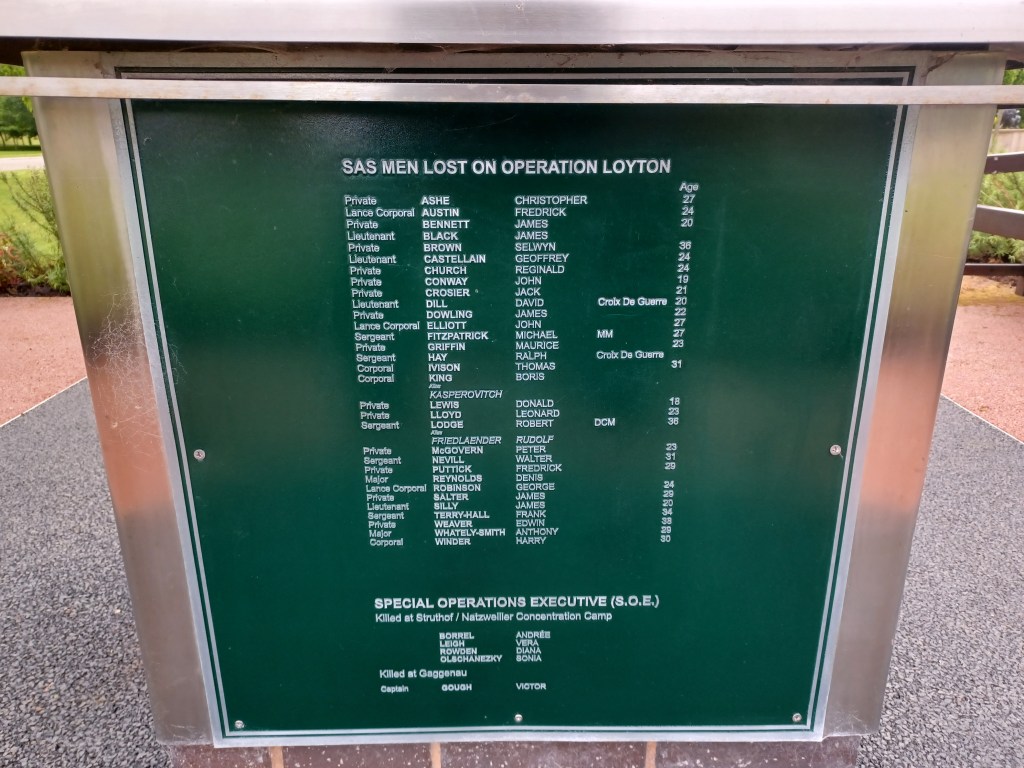 SAS MEN LOST ON OPERATION LOYTON
Age
Private ASHE CHRISTOPHER 27
Lance Corporal AUSTIN FREDRICK 24
Private BENNETT JAMES 20
Lieutenant BLACK JAMES
Private BROWN SELWYN 36
Lieutenant CASTELLAIN GEOFFREY 24
Private CHURCH REGINALD 24
Private CONWAY JOHN 19
Private CROSIER JACK 21
Lieutenant DILL DAVID Croix De Guerre 20
Private DOWLING JAMES 22
Lance Corporal ELLIOTT JOHN 27
Sergeant FITZPATRICK MICHAEL MM 27
Private GRIFFIN MAURICE 23
Sergeant HAY RALPH Croix De Guerre
Corporal IVISON THOMAS 31
Corporal KING BORIS
Alias
KASPEROVITCH
Private LEWIS DONALD 18
Private LLOYD LEONARD 23
Sergeant LODGE ROBERT DCM 36
Alias
FRIEDLAENDER RUDOLF
Private McGOVERN PETER 23
Sergeant NEVILL WALTER 31
Private PUTTICK FREDRICK 29
Major REYNOLDS DENIS
Lance Corporal ROBINSON GEORGE 24
Private SALTER JAMES 29
Lieutenant SILLY JAMES 20
Sergeant TERRY-HALL FRANK 34
Private WEAVER EDWIN 38
Major WHATELY-SMITH ANTHONY 29
Corporal WINDER HARRY 30
SPECIAL OPERATIONS EXECUTIVE (S.O.E.)
Killed at Struthof / Natzweiller Concentration Camp
BORREL ANDRÉE
LEIGH VERA
ROWDEN DIANA
OLSCHANEZKY SONIA
Killed at Gaggenau
Captain GOUGH VICTOR